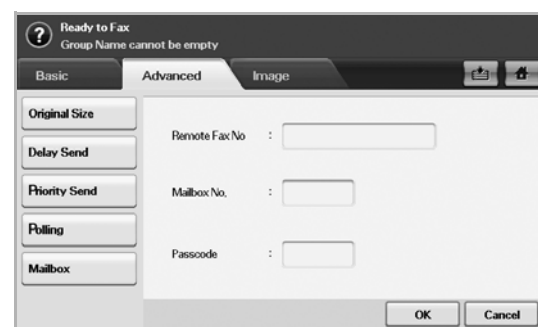 Ready to Fax
Group Name cannot be empty
Basic
Advanced
Image
Original Size
Delay Send
Priority Send
Polling
Mailbox
Remote Fax No :
Mailbox No. :
Passcode :
OK
Cancel